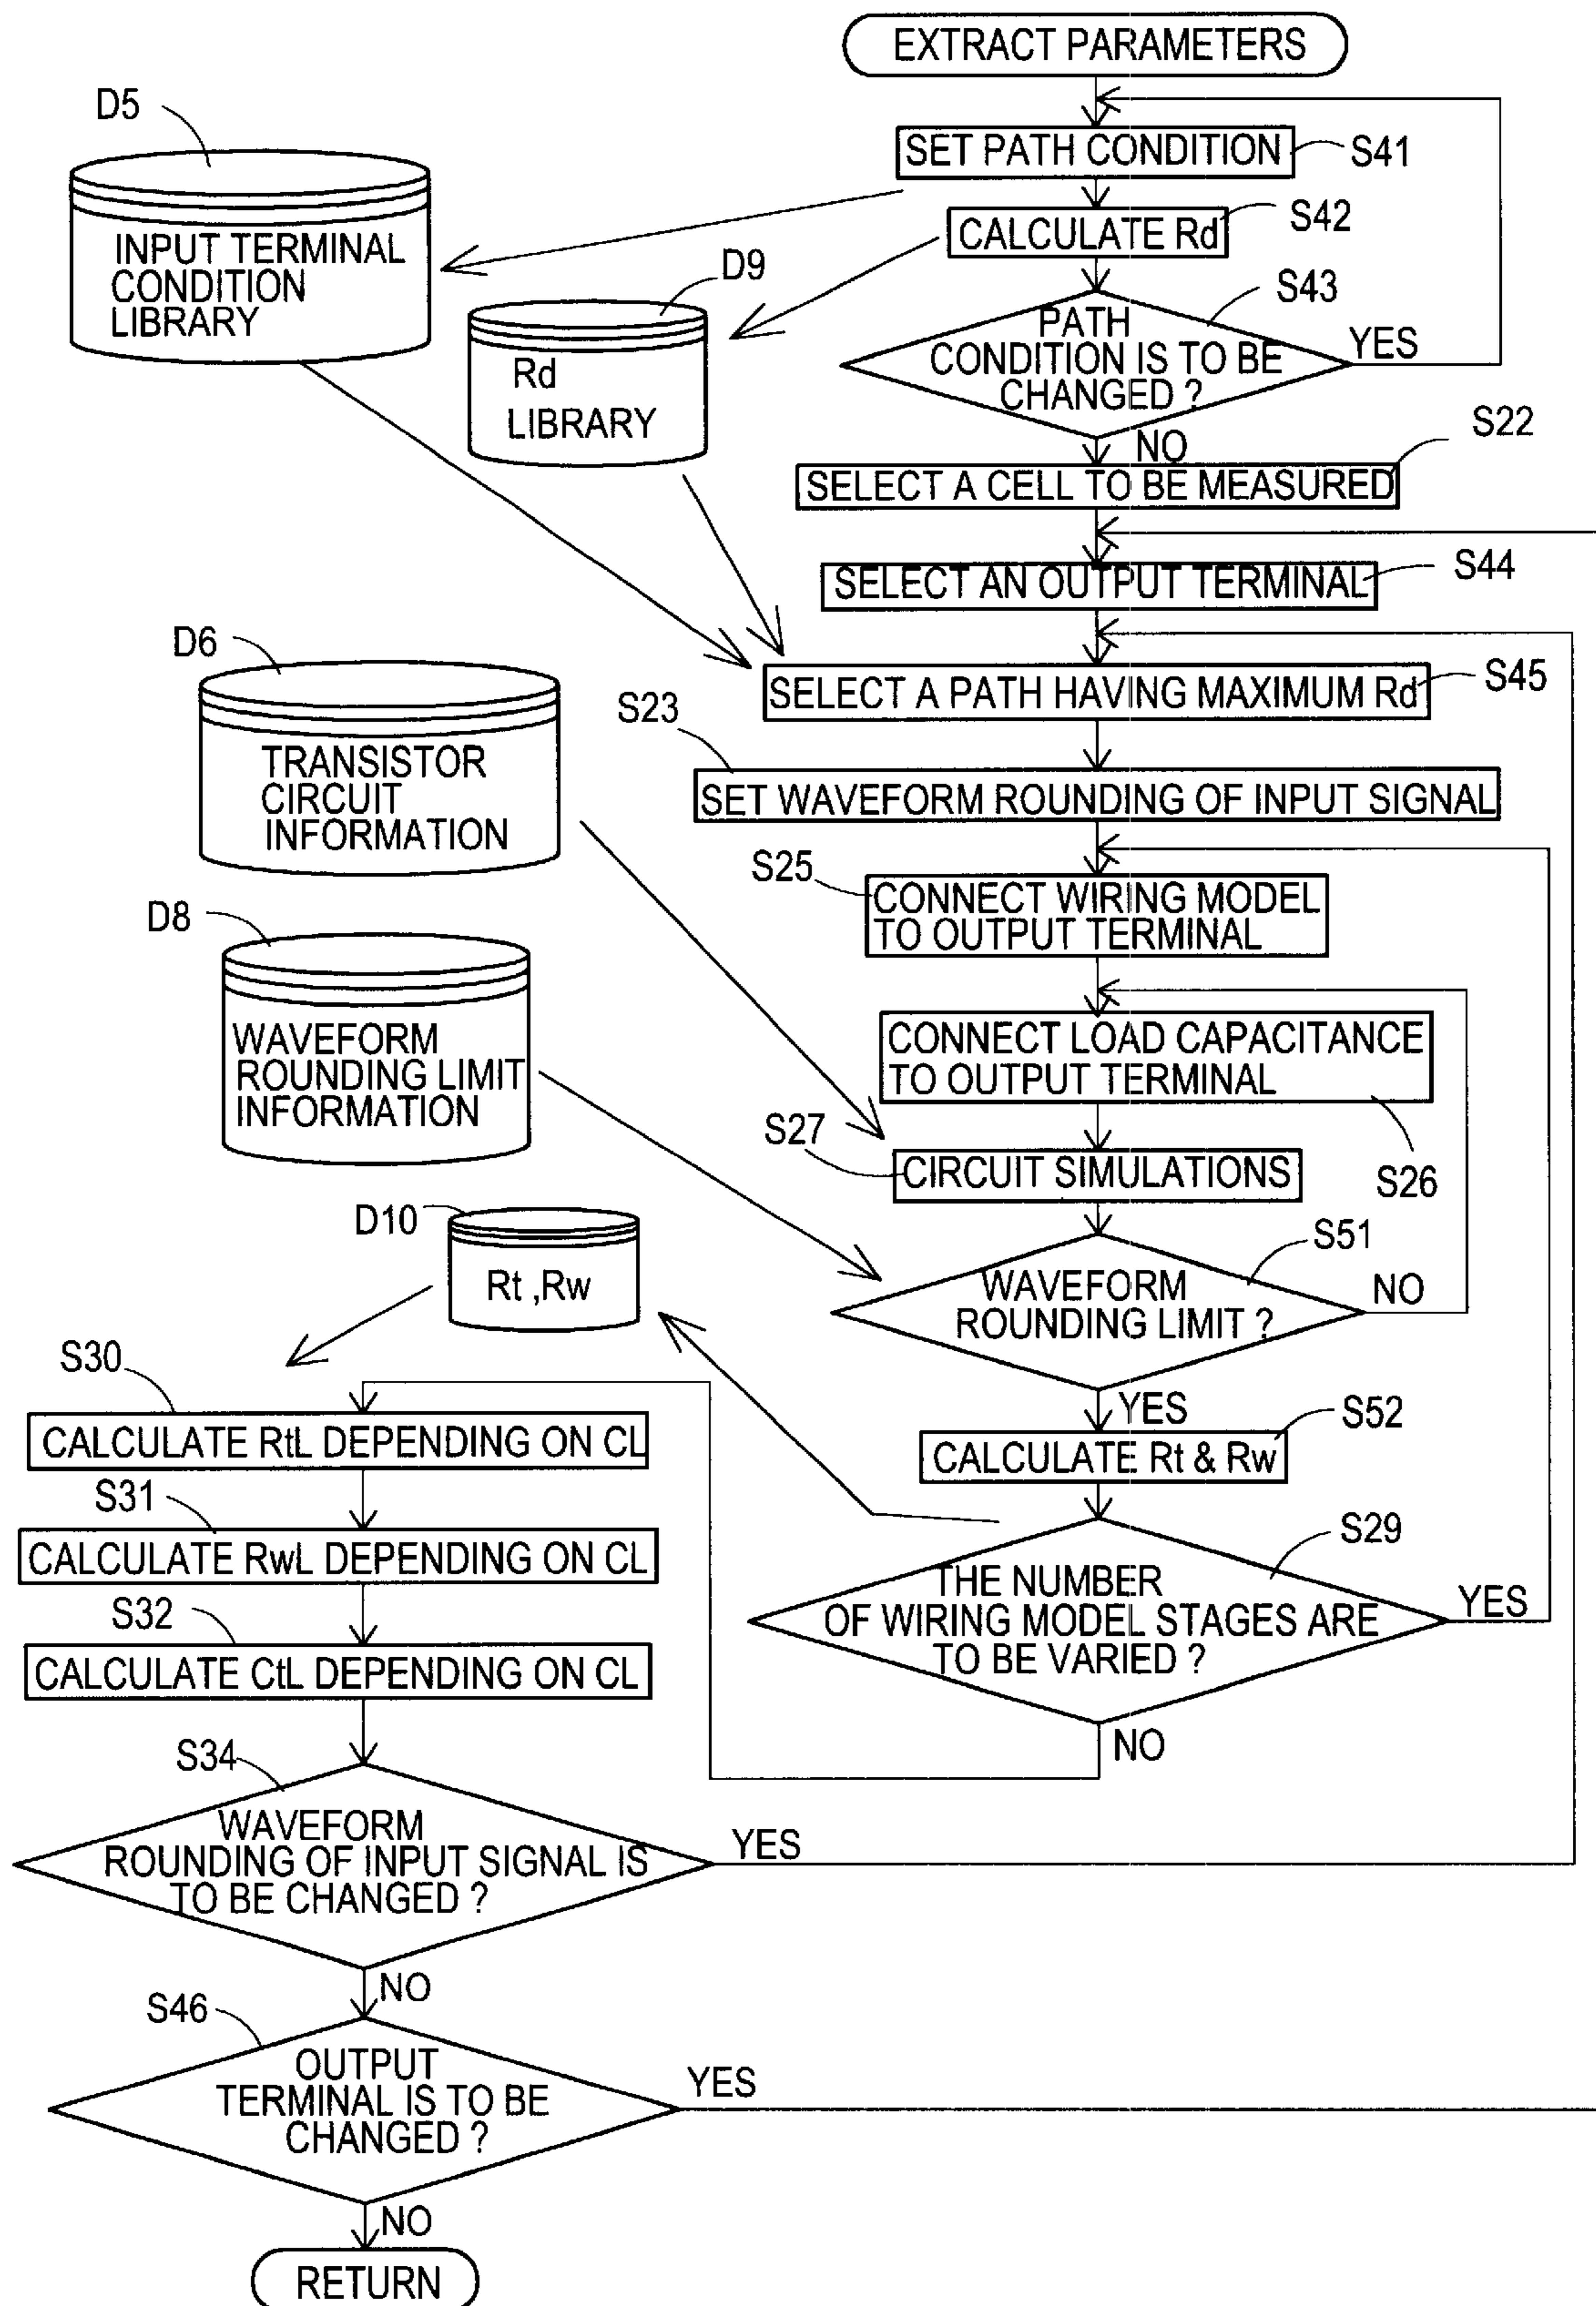 EXTRACT PARAMETERS
D5
SET PATH CONDITION
S41
S42
CALCULATE Rd
INPUT TERMINAL
CONDITION
LIBRARY
D9
S43
PATH
CONDITION IS TO BE
CHANGED ?
YES
Rd
LIBRARY
NO
S22
SELECT A CELL TO BE MEASURED
S44
SELECT AN OUTPUT TERMINAL
D6
S45
SELECT A PATH HAVING MAXIMUM Rd
S23
TRANSISTOR
CIRCUIT
INFORMATION
SET WAVEFORM ROUNDING OF INPUT SIGNAL
S25
CONNECT WIRING MODEL
TO OUTPUT TERMINAL
D8
WAVEFORM
ROUNDING LIMIT
INFORMATION
CONNECT LOAD CAPACITANCE
TO OUTPUT TERMINAL
S27
CIRCUIT SIMULATIONS
S26
D10
Rt ,Rw
S51
WAVEFORM
ROUNDING LIMIT ?
NO
S30
YES
S52
CALCULATE RtL DEPENDING ON CL
CALCULATE Rt & Rw
S31
CALCULATE RwL DEPENDING ON CL
S29
THE NUMBER
OF WIRING MODEL STAGES ARE
TO BE VARIED ?
YES
S32
CALCULATE CtL DEPENDING ON CL
NO
S34
WAVEFORM
ROUNDING OF INPUT SIGNAL IS
TO BE CHANGED ?
YES
NO
S46
OUTPUT
TERMINAL IS TO BE
CHANGED ?
YES
NO
RETURN